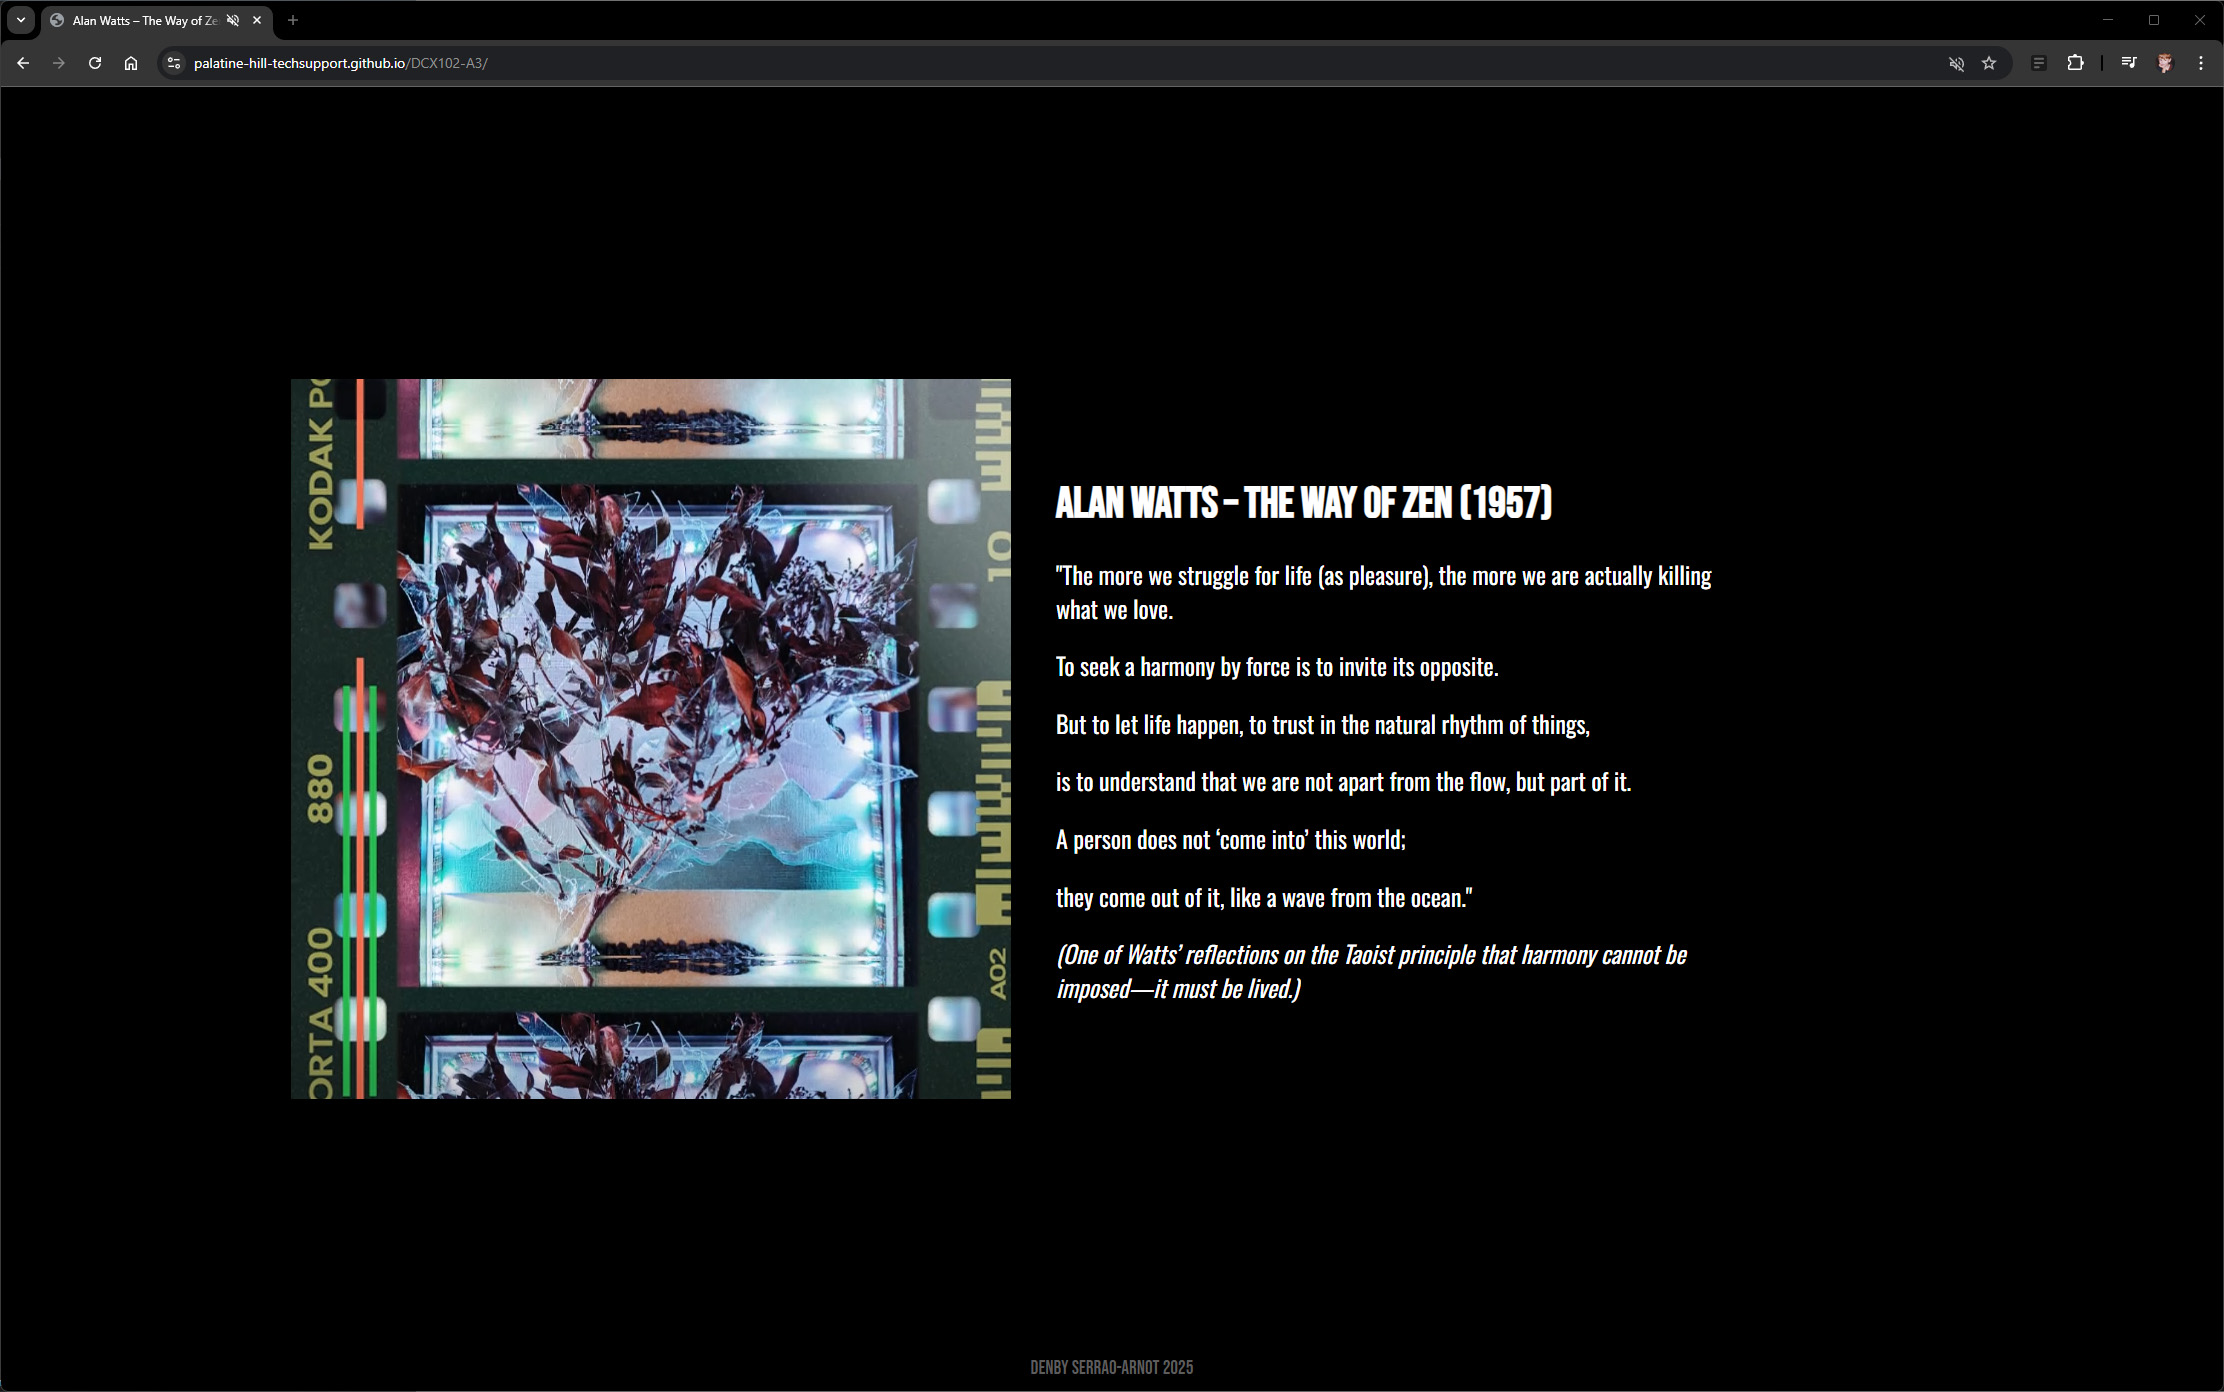 Alan Watts – The Way of Ze
palatine-hill-techsupport.github.io/DCX102-A3/
KODAK PO
10
880
ORTA 400
A02
ALAN WATTS – THE WAY OF ZEN (1957)
"The more we struggle for life (as pleasure), the more we are actually killing
what we love.
To seek a harmony by force is to invite its opposite.
But to let life happen, to trust in the natural rhythm of things,
is to understand that we are not apart from the flow, but part of it.
A person does not ‘come into’ this world;
they come out of it, like a wave from the ocean."
(One of Watts’ reflections on the Taoist principle that harmony cannot be
imposed—it must be lived.)
DENBY SERRAO-ARNOT 2025